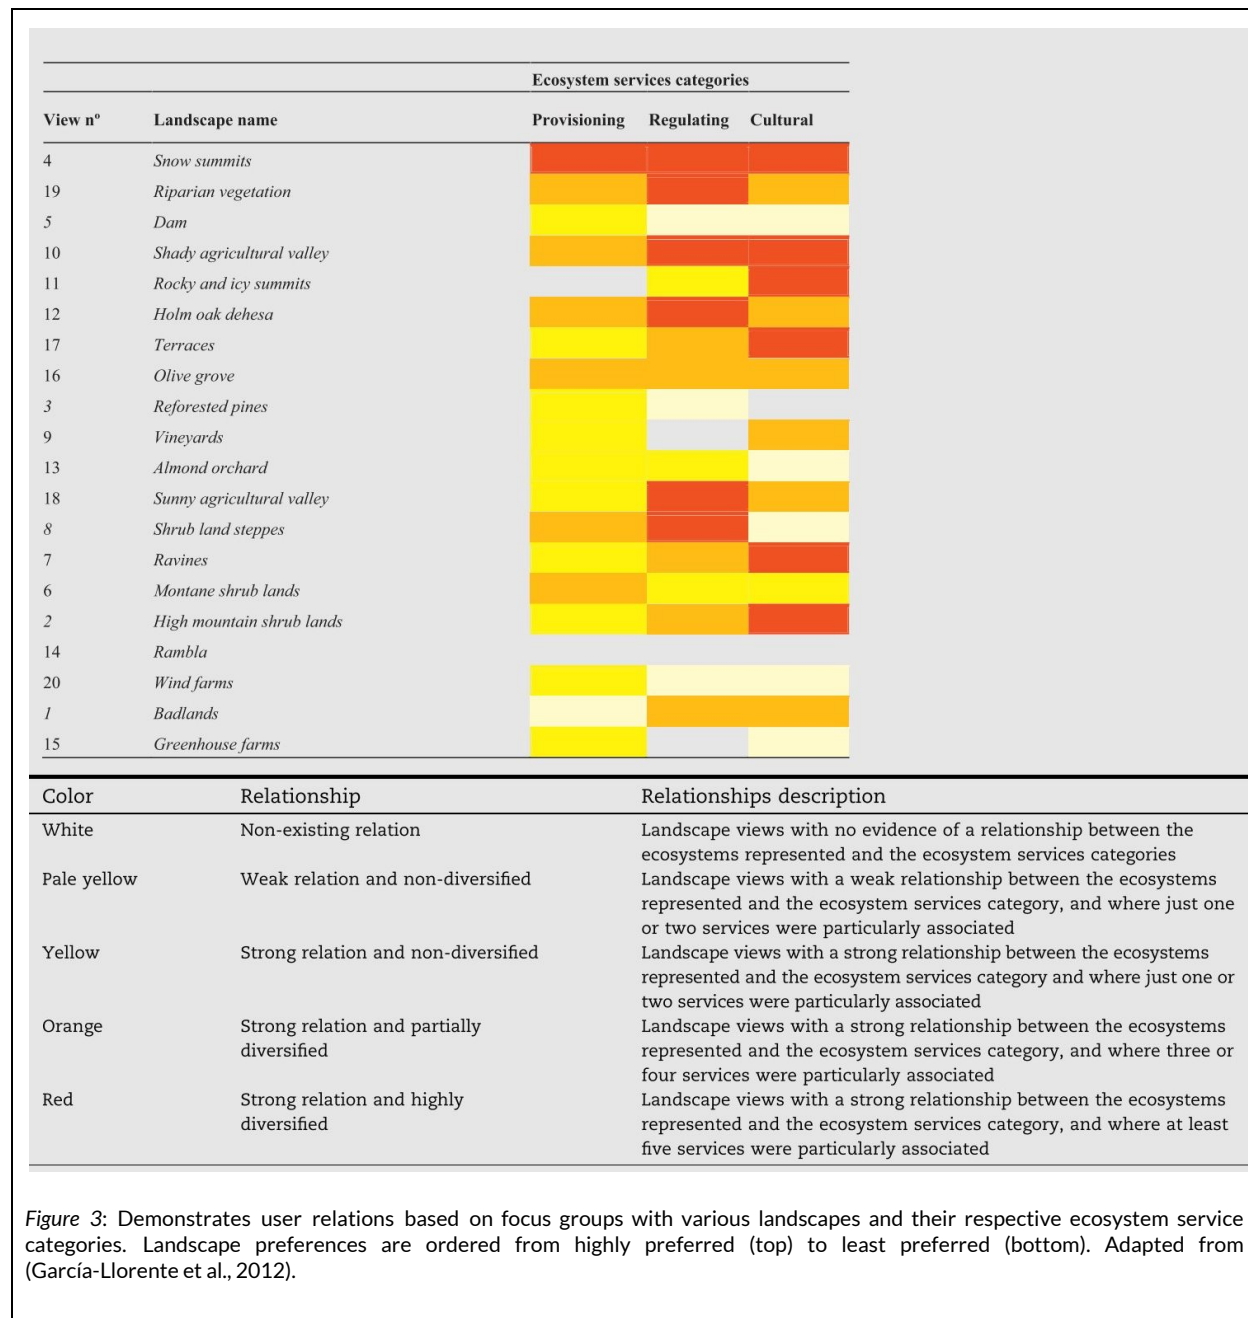 Ecosystem services categories
View nº Landscape name Provisioning Regulating Cultural
4 Snow summits
19 Riparian vegetation
5 Dam
10 Shady agricultural valley
11 Rocky and icy summits
12 Holm oak dehesa
17 Terraces
16 Olive grove
3 Reforested pines
9 Vineyards
13 Almond orchard
18 Sunny agricultural valley
8 Shrub land steppes
7 Ravines
6 Montane shrub lands
2 High mountain shrub lands
14 Rambla
20 Wind farms
1 Badlands
15 Greenhouse farms
Color Relationship Relationships description
White Non-existing relation Landscape views with no evidence of a relationship between the
ecosystems represented and the ecosystem services categories
Pale yellow Weak relation and non-diversified Landscape views with a weak relationship between the ecosystems
represented and the ecosystem services category, and where just one
or two services were particularly associated
Yellow Strong relation and non-diversified Landscape views with a strong relationship between the ecosystems
represented and the ecosystem services category and where just one or
two services were particularly associated
Orange Strong relation and partially Landscape views with a strong relationship between the ecosystems
diversified represented and the ecosystem services category, and where three or
four services were particularly associated
Red Strong relation and highly Landscape views with a strong relationship between the ecosystems
diversified represented and the ecosystem services category, and where at least
five services were particularly associated
Figure 3: Demonstrates user relations based on focus groups with various landscapes and their respective ecosystem service
categories. Landscape preferences are ordered from highly preferred (top) to least preferred (bottom). Adapted from
(García-Llorente et al., 2012).